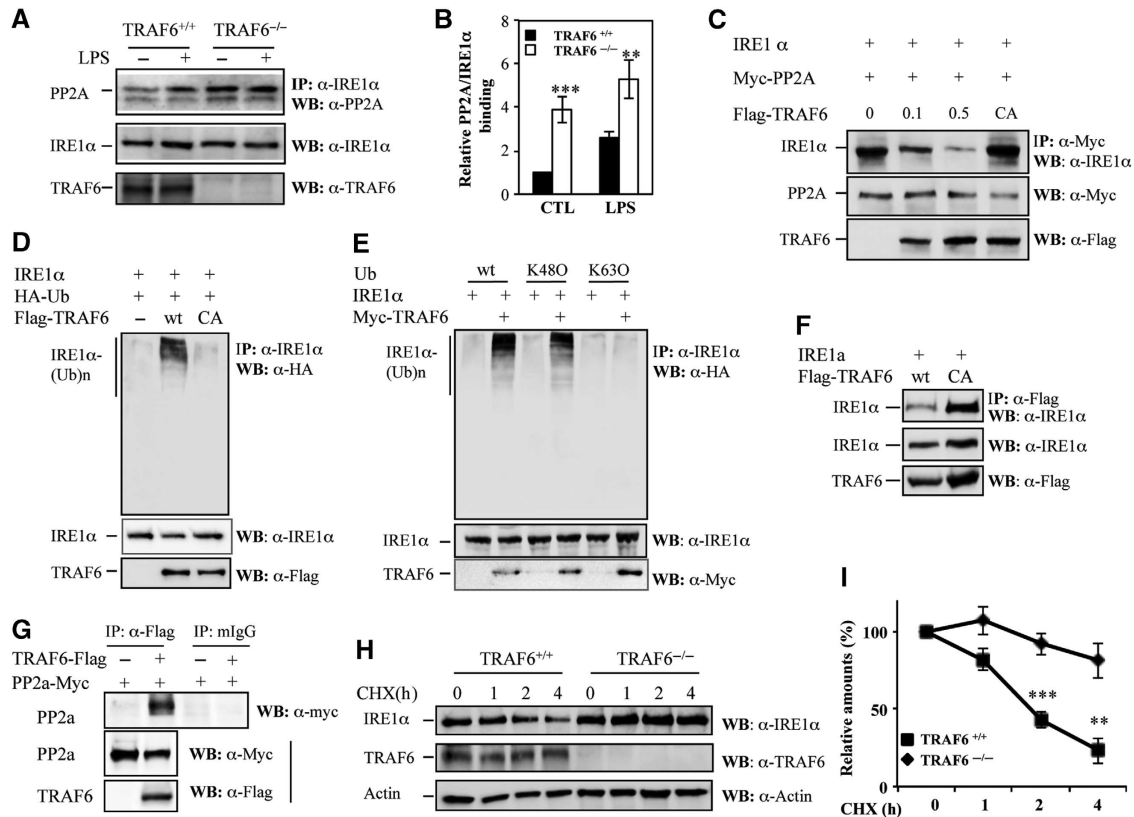 A
TRAF6+/+ TRAF6−/−
LPS − + − +
PP2A
IP: α-IRE1α
WB: α-PP2A
IRE1α
WB: α-IRE1α
TRAF6
WB: α-TRAF6
B
Relative PP2A/IRE1α
binding
8
6
4
2
0
TRAF6 +/+
TRAF6 −/−
***
**
CTL LPS
C
IRE1 α + + + +
Myc-PP2A + + + +
Flag-TRAF6 0 0.1 0.5 CA
IRE1α
IP: α-Myc
WB: α-IRE1α
PP2A
WB: α-Myc
TRAF6
WB: α-Flag
D
IRE1α + + +
HA-Ub + + +
Flag-TRAF6 − wt CA
IRE1α-
(Ub)n
IP: α-IRE1α
WB: α-HA
IRE1α
WB: α-IRE1α
TRAF6
WB: α-Flag
E
Ub wt K48O K63O
IRE1α + + + + + +
Myc-TRAF6 + + +
IRE1α-
(Ub)n
IP: α-IRE1α
WB: α-HA
IRE1α
WB: α-IRE1α
TRAF6
WB: α-Myc
F
IRE1a + +
Flag-TRAF6 wt CA
IRE1α
IP: α-Flag
WB: α-IRE1α
IRE1α
WB: α-IRE1α
TRAF6
WB: α-Flag
G
IP: α-Flag IP: mIgG
TRAF6-Flag − + − +
PP2a-Myc + + + +
PP2a
WB: α-myc
PP2a
WB: α-Myc
TRAF6
WB: α-Flag
H
TRAF6+/+ TRAF6−/−
CHX(h) 0 1 2 4 0 1 2 4
IRE1α
WB: α-IRE1α
TRAF6
WB: α-TRAF6
Actin
WB: α-Actin
I
Relative amounts (%)
100
50
0
***
**
TRAF6 +/+
TRAF6 −/−
CHX (h) 0 1 2 4